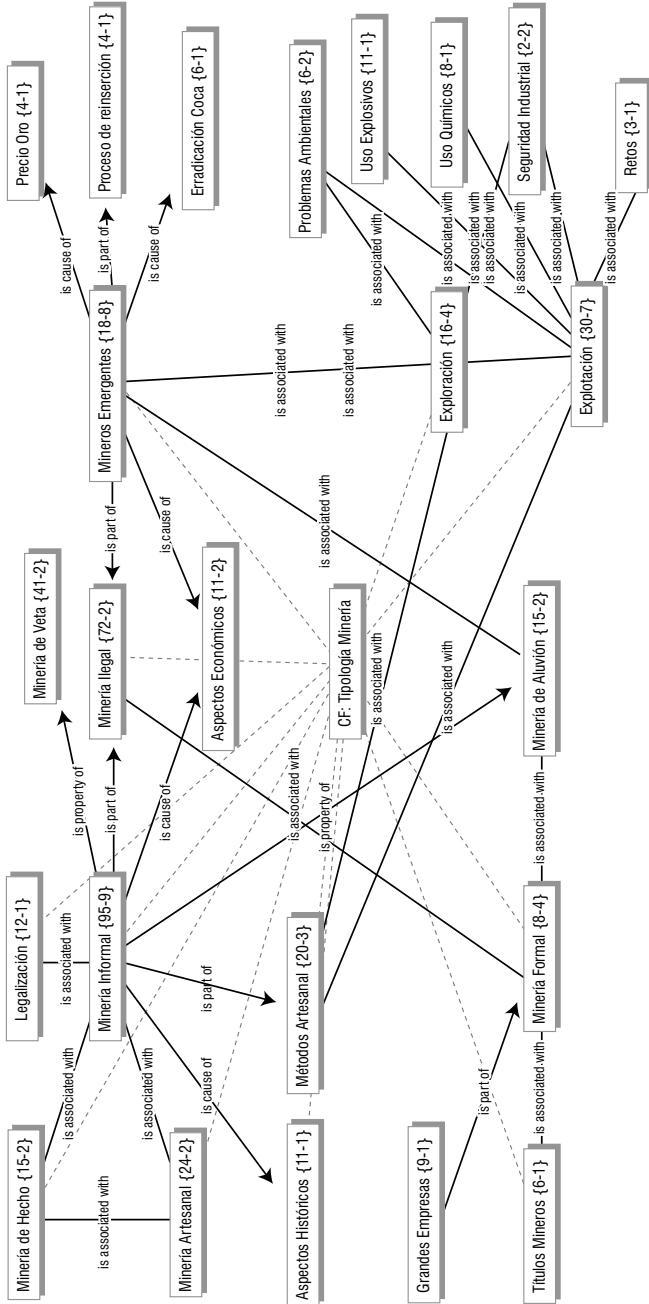 Minería de Hecho {15-2}
Legalización {12-1}
Precio Oro {4-1}
Minería de Veta {41-2}
Proceso de reinserción {4-1}
Minería Artesanal {24-2}
Minería Informal {95-9}
Minería Ilegal {72-2}
Mineros Emergentes {18-8}
Erradicación Coca {6-1}
Aspectos Económicos {11-2}
Aspectos Históricos {11-1}
Métodos Artesanal {20-3}
CF: Tipología Minería
Exploración {16-4}
Problemas Ambientales {6-2}
Uso Explosivos {11-1}
Uso Químicos {8-1}
Seguridad Industrial {2-2}
Retos {3-1}
Grandes Empresas {9-1}
Títulos Mineros {6-1}
Minería Formal {8-4}
Minería de Aluvión {15-2}
Explotación {30-7}
is associated with
is associated with
is associated with
is associated with
is property of
is part of
is cause of
is part of
is cause of
is associated with
is property of
is part of
is cause of
is cause of
is part of
is cause of
is associated with
is associated with
is associated with
is associated with
is associated with
is associated with
is associated with
is associated with
is associated with
is associated with
is associated with
is associated with
is associated with
is part of
is associated with
is associated with